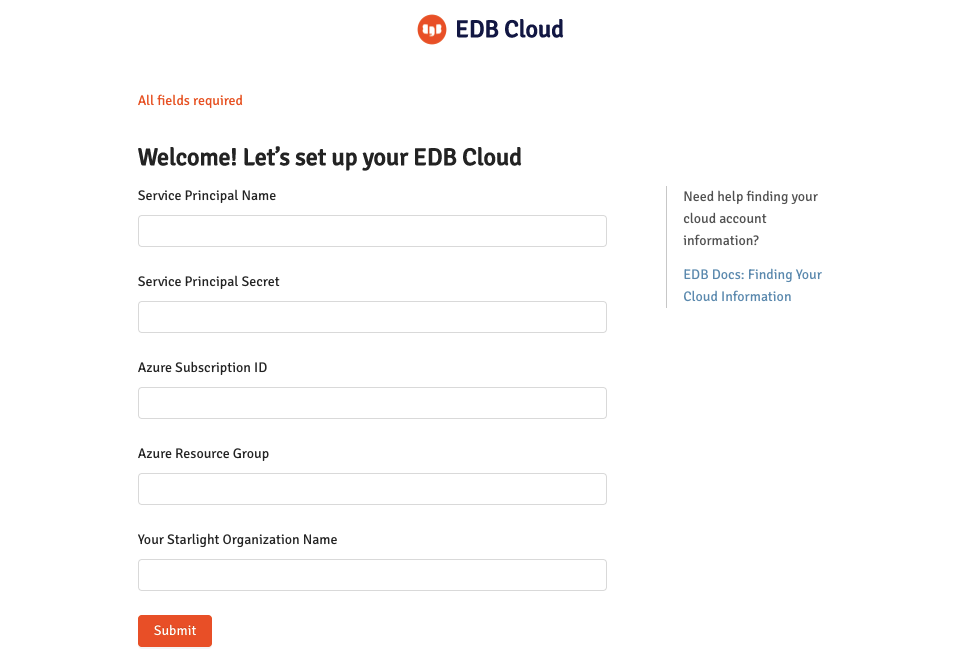 EDB Cloud
All fields required
Welcome! Let's set up your EDB Cloud
Service Principal Name
Service Principal Secret
Azure Subscription ID
Azure Resource Group
Your Starlight Organization Name
Submit
Need help finding your
cloud account
information?
EDB Docs: Finding Your
Cloud Information